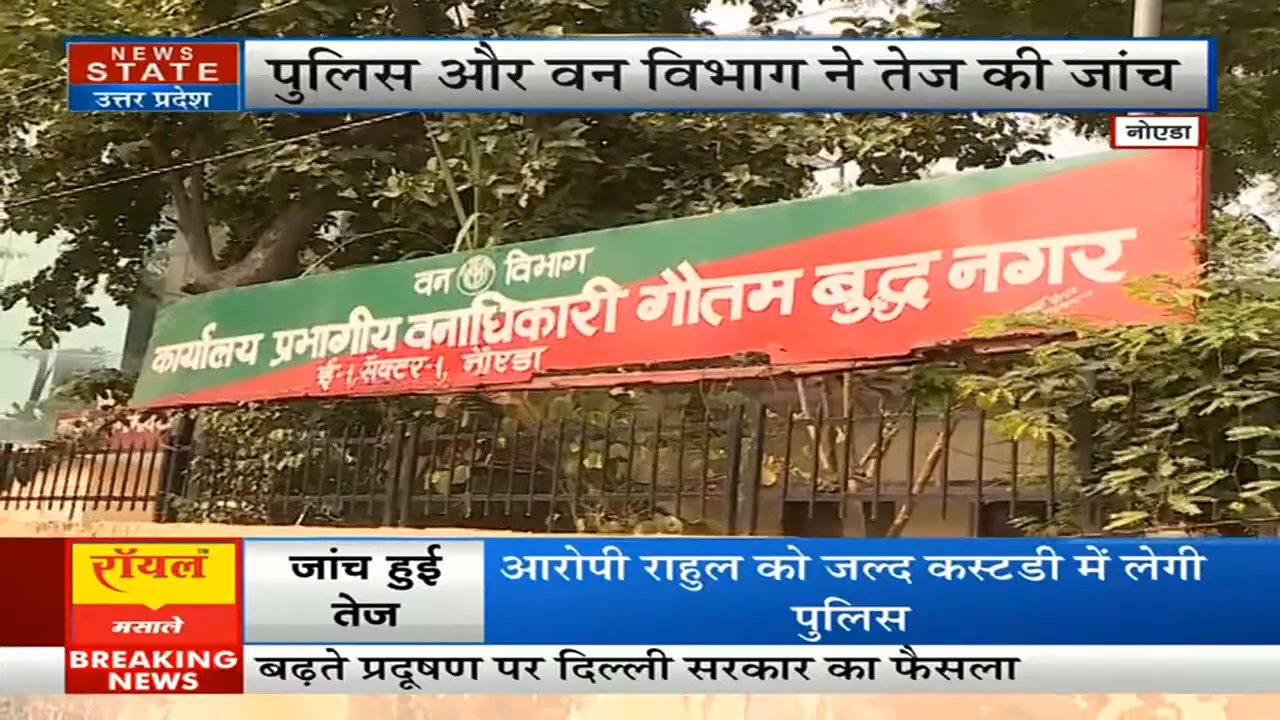 NEWS
STATE
उत्तर प्रदेश
पुलिस और वन विभाग ने तेज की जांच
नोएडा
वन विभाग
कार्यालय प्रभागीय वनाधिकारी गौतम बुद्ध नगर
ई-1, सेक्टर-1, नोएडा
रॉयल
TM
मसाले
जांच हुई
तेज
आरोपी राहुल को जल्द कस्टडी में लेगी
पुलिस
BREAKING
NEWS
बढ़ते प्रदूषण पर दिल्ली सरकार का फैसला